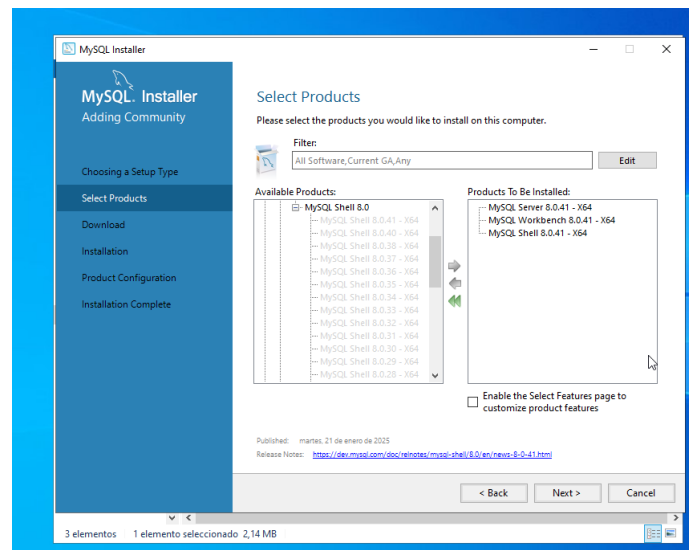 MySQL Installer
MySQL. Installer
Adding Community
Choosing a Setup Type
Select Products
Download
Installation
Product Configuration
Installation Complete
Select Products
Please select the products you would like to install on this computer.
Filter:
All Software,Current GA,Any
Edit
Available Products:
MySQL Shell 8.0
MySQL Shell 8.0.41 - X64
MySQL Shell 8.0.40 - X64
MySQL Shell 8.0.38 - X64
MySQL Shell 8.0.37 - X64
MySQL Shell 8.0.36 - X64
MySQL Shell 8.0.35 - X64
MySQL Shell 8.0.34 - X64
MySQL Shell 8.0.33 - X64
MySQL Shell 8.0.32 - X64
MySQL Shell 8.0.31 - X64
MySQL Shell 8.0.30 - X64
MySQL Shell 8.0.29 - X64
MySQL Shell 8.0.28 - X64
Products To Be Installed:
MySQL Server 8.0.41 - X64
MySQL Workbench 8.0.41 - X64
MySQL Shell 8.0.41 - X64
Enable the Select Features page to
customize product features
Published: martes, 21 de enero de 2025
Release Notes: https://dev.mysql.com/doc/relnotes/mysql-shell/8.0/en/news-8-0-41.html
< Back
Next >
Cancel
3 elementos 1 elemento seleccionado 2,14 MB